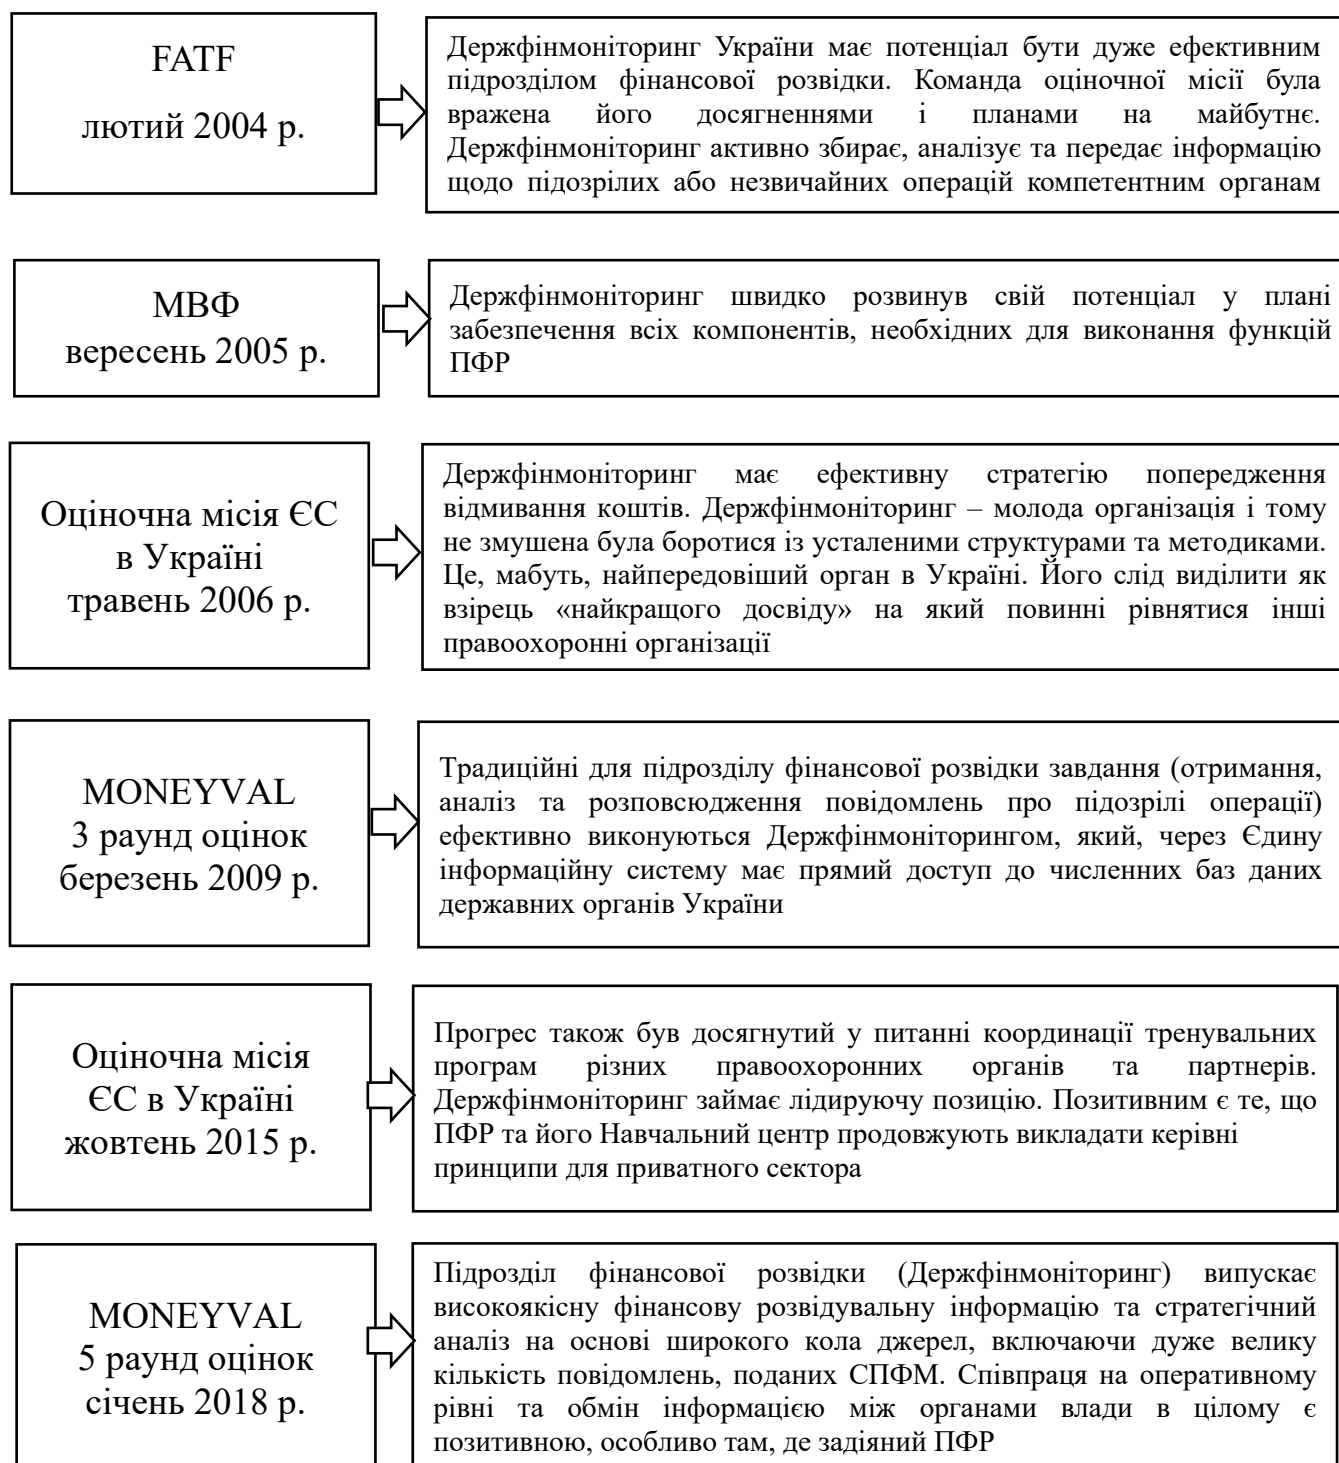 FATF
лютий 2004 р.
Держфінмоніторинг України має потенціал бути дуже ефективним
підрозділом фінансової розвідки. Команда оціночної місії була
вражена його досягненнями і планами на майбутнє.
Держфінмоніторинг активно збирає, аналізує та передає інформацію
щодо підозрілих або незвичайних операцій компетентним органам
МВФ
вересень 2005 р.
Держфінмоніторинг швидко розвинув свій потенціал у плані
забезпечення всіх компонентів, необхідних для виконання функцій
ПФР
Оціночна місія ЄС
в Україні
травень 2006 р.
Держфінмоніторинг має ефективну стратегію попередження
відмивання коштів. Держфінмоніторинг – молода організація і тому
не змушена була боротися із усталеними структурами та методиками.
Це, мабуть, найпередовіший орган в Україні. Його слід виділити як
взірець «найкращого досвіду» на який повинні рівнятися інші
правоохоронні організації
MONEYVAL
3 раунд оцінок
березень 2009 р.
Традиційні для підрозділу фінансової розвідки завдання (отримання,
аналіз та розповсюдження повідомлень про підозрілі операції)
ефективно виконуються Держфінмоніторингом, який, через Єдину
інформаційну систему має прямий доступ до численних баз даних
державних органів України
Оціночна місія
ЄС в Україні
жовтень 2015 р.
Прогрес також був досягнутий у питанні координації тренувальних
програм різних правоохоронних органів та партнерів.
Держфінмоніторинг займає лідируючу позицію. Позитивним є те, що
ПФР та його Навчальний центр продовжують викладати керівні
принципи для приватного сектора
MONEYVAL
5 раунд оцінок
січень 2018 р.
Підрозділ фінансової розвідки (Держфінмоніторинг) випускає
високоякісну фінансову розвідувальну інформацію та стратегічний
аналіз на основі широкого кола джерел, включаючи дуже велику
кількість повідомлень, поданих СПФМ. Співпраця на оперативному
рівні та обмін інформацією між органами влади в цілому є
позитивною, особливо там, де задіяний ПФР